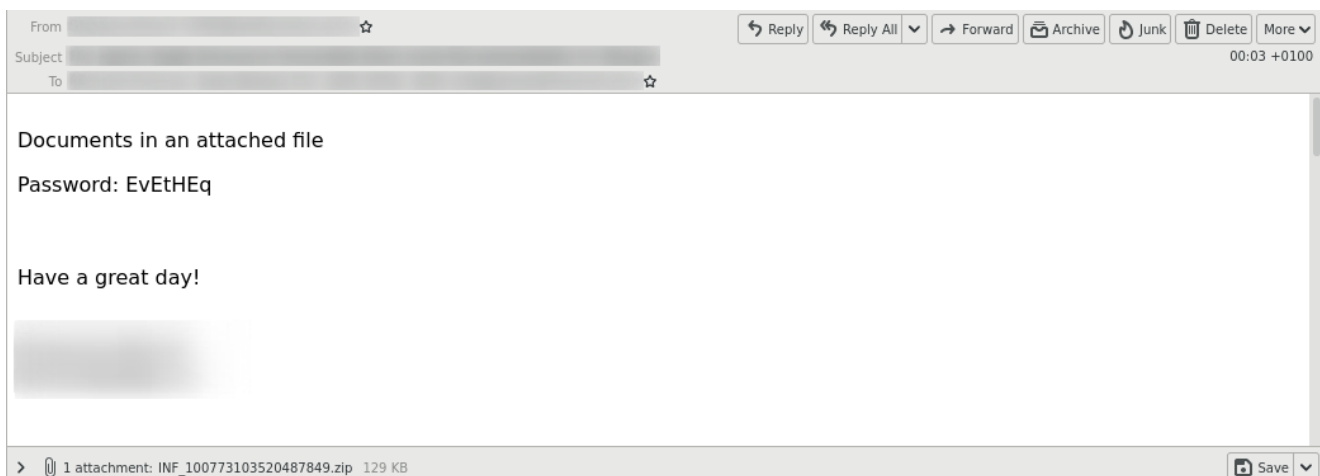 From
Reply Reply All Forward Archive Junk Delete More
Subject
00:03 +0100
To
Documents in an attached file
Password: EvEtHEq
Have a great day!
1 attachment: INF_100773103520487849.zip 129 KB
Save